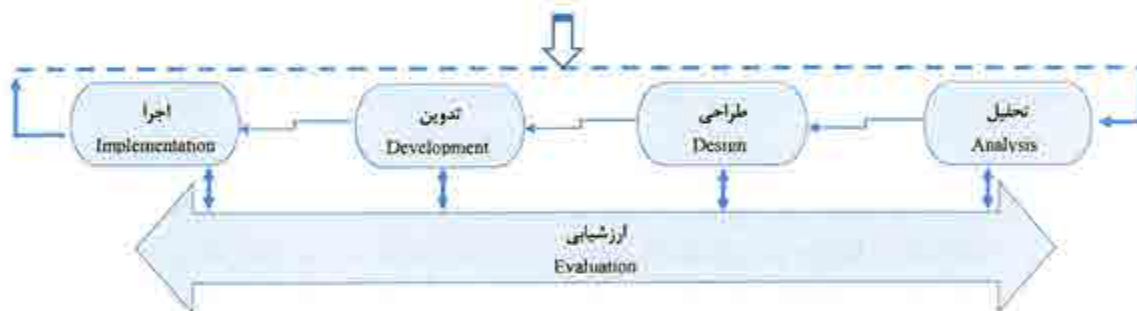 تحلیل
Analysis
طراحی
Design
تدوین
Development
اجرا
Implementation
ارزشیابی
Evaluation